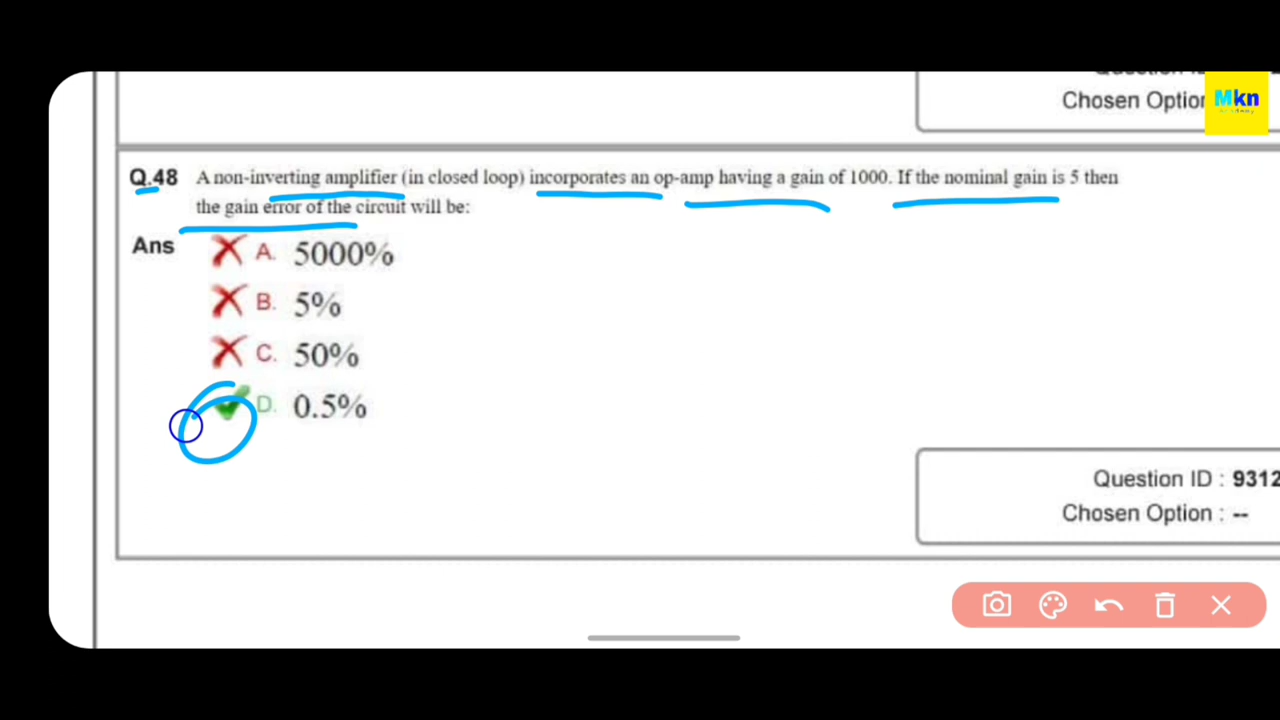 Chosen Option
Mkn
Q.48 A non-inverting amplifier (in closed loop) incorporates an op-amp having a gain of 1000. If the nominal gain is 5 then
the gain error of the circuit will be:
Ans
A. 5000%
B. 5%
C. 50%
D. 0.5%
Question ID : 9312
Chosen Option : --